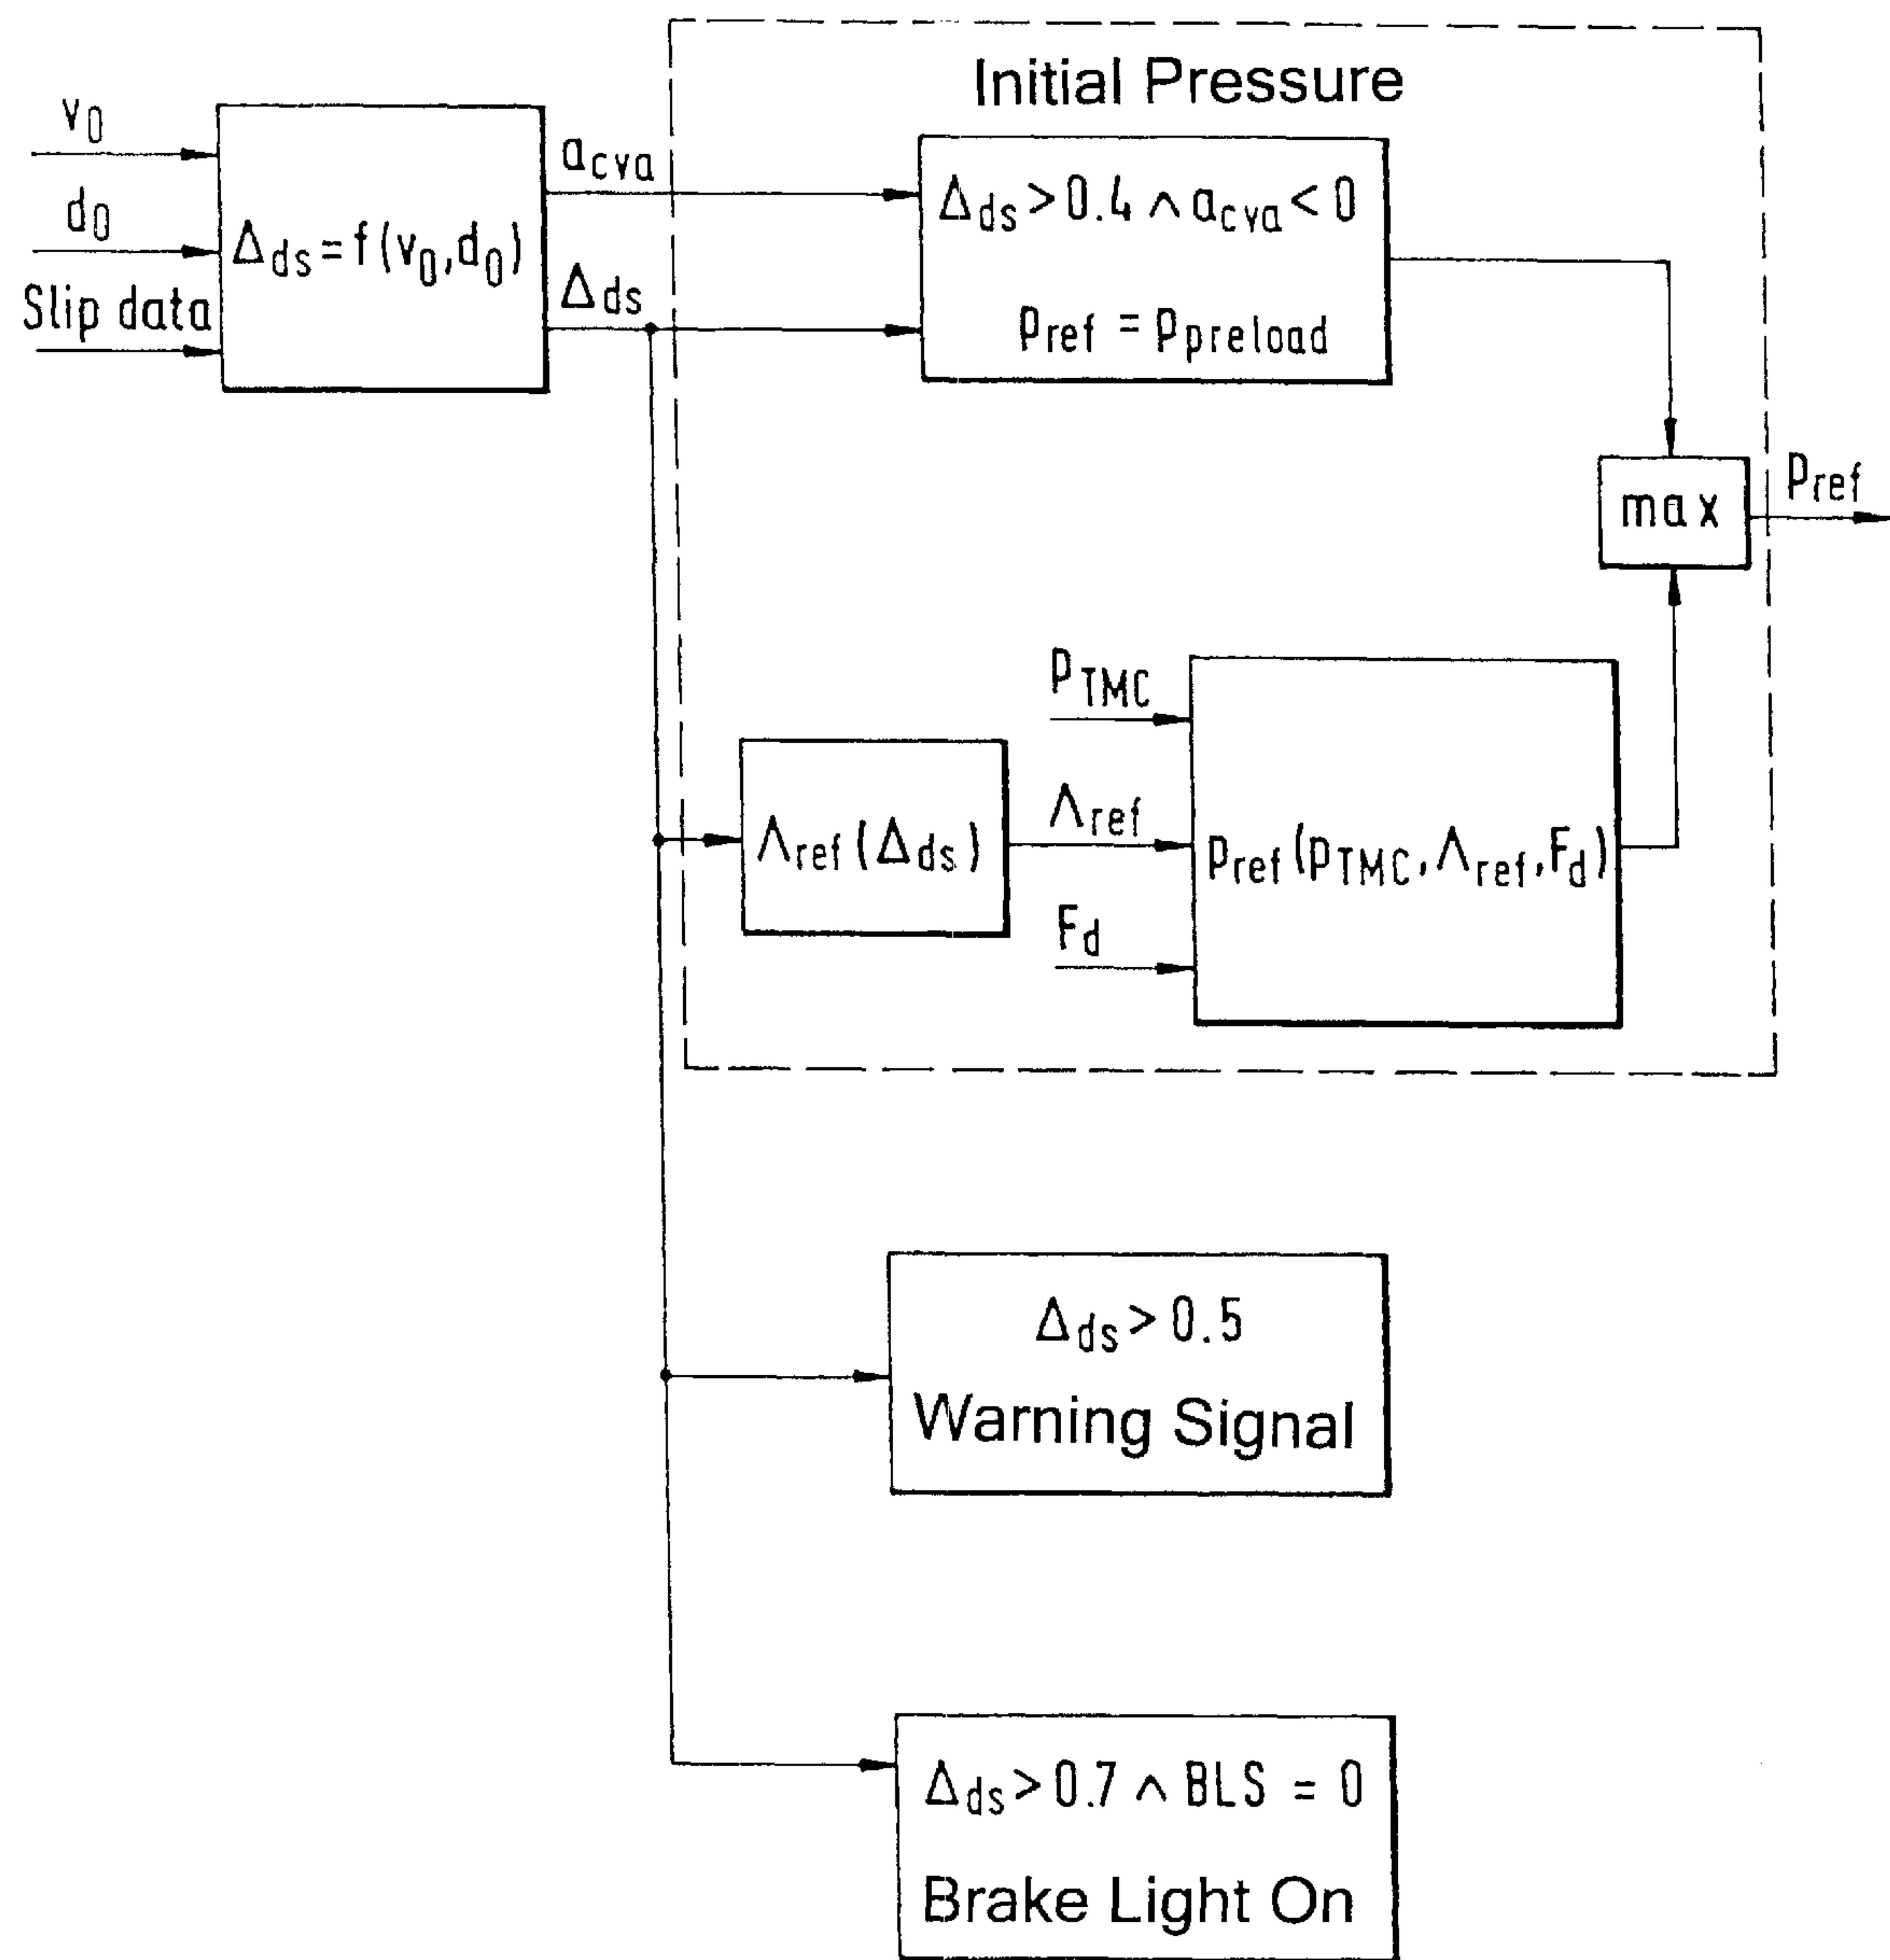 Initial Pressure
v₀
d₀
Slip data
Δds = f(v₀,d₀)
acva
Δds
Δds > 0.4 ∧ acva < 0
pref = ppreload
max
pref
pTMC
Λref(Δds)
Λref
Fd
pref(pTMC,Λref,Fd)
Δds > 0.5
Warning Signal
Δds > 0.7 ∧ BLS = 0
Brake Light On